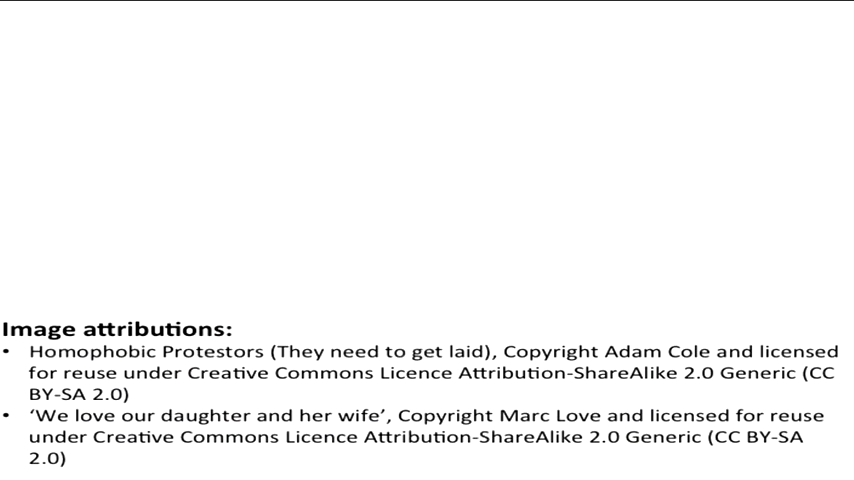 Image attributions:
• Homophobic Protestors (They need to get laid), Copyright Adam Cole and licensed
for reuse under Creative Commons Licence Attribution-ShareAlike 2.0 Generic (CC
BY-SA 2.0)
• ‘We love our daughter and her wife’, Copyright Marc Love and licensed for reuse
under Creative Commons Licence Attribution-ShareAlike 2.0 Generic (CC BY-SA
2.0)